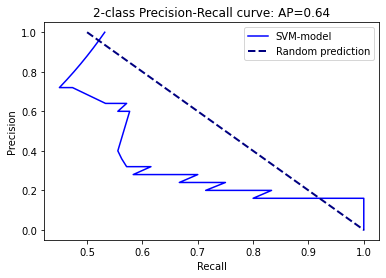 2-class Precision-Recall curve: AP=0.64
SVM-model
Random prediction
Precision
1.0
0.8
0.6
0.4
0.2
0.0
0.5
0.6
0.7
0.8
0.9
1.0
Recall